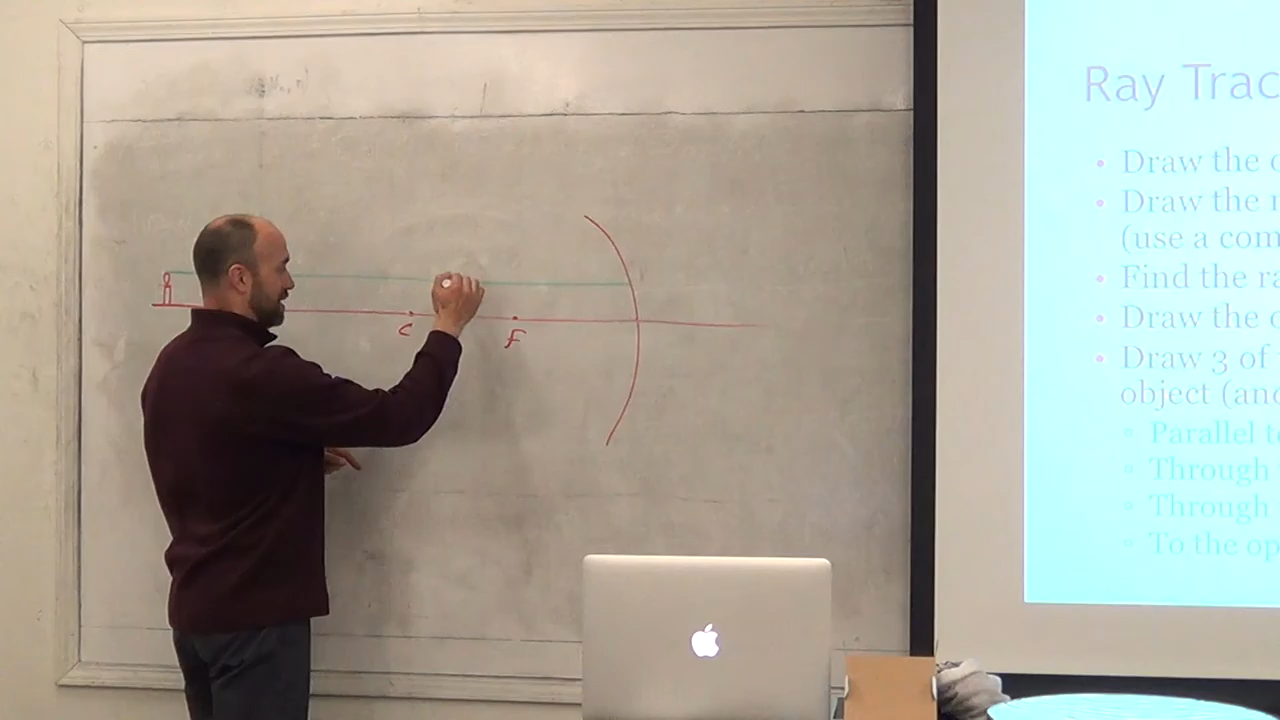 C
F
Ray Trac
• Draw the
• Draw the
(use a com
• Find the ra
• Draw the
• Draw 3 of
object (and
◦ Parallel to
◦ Through
◦ Through
◦ To the op